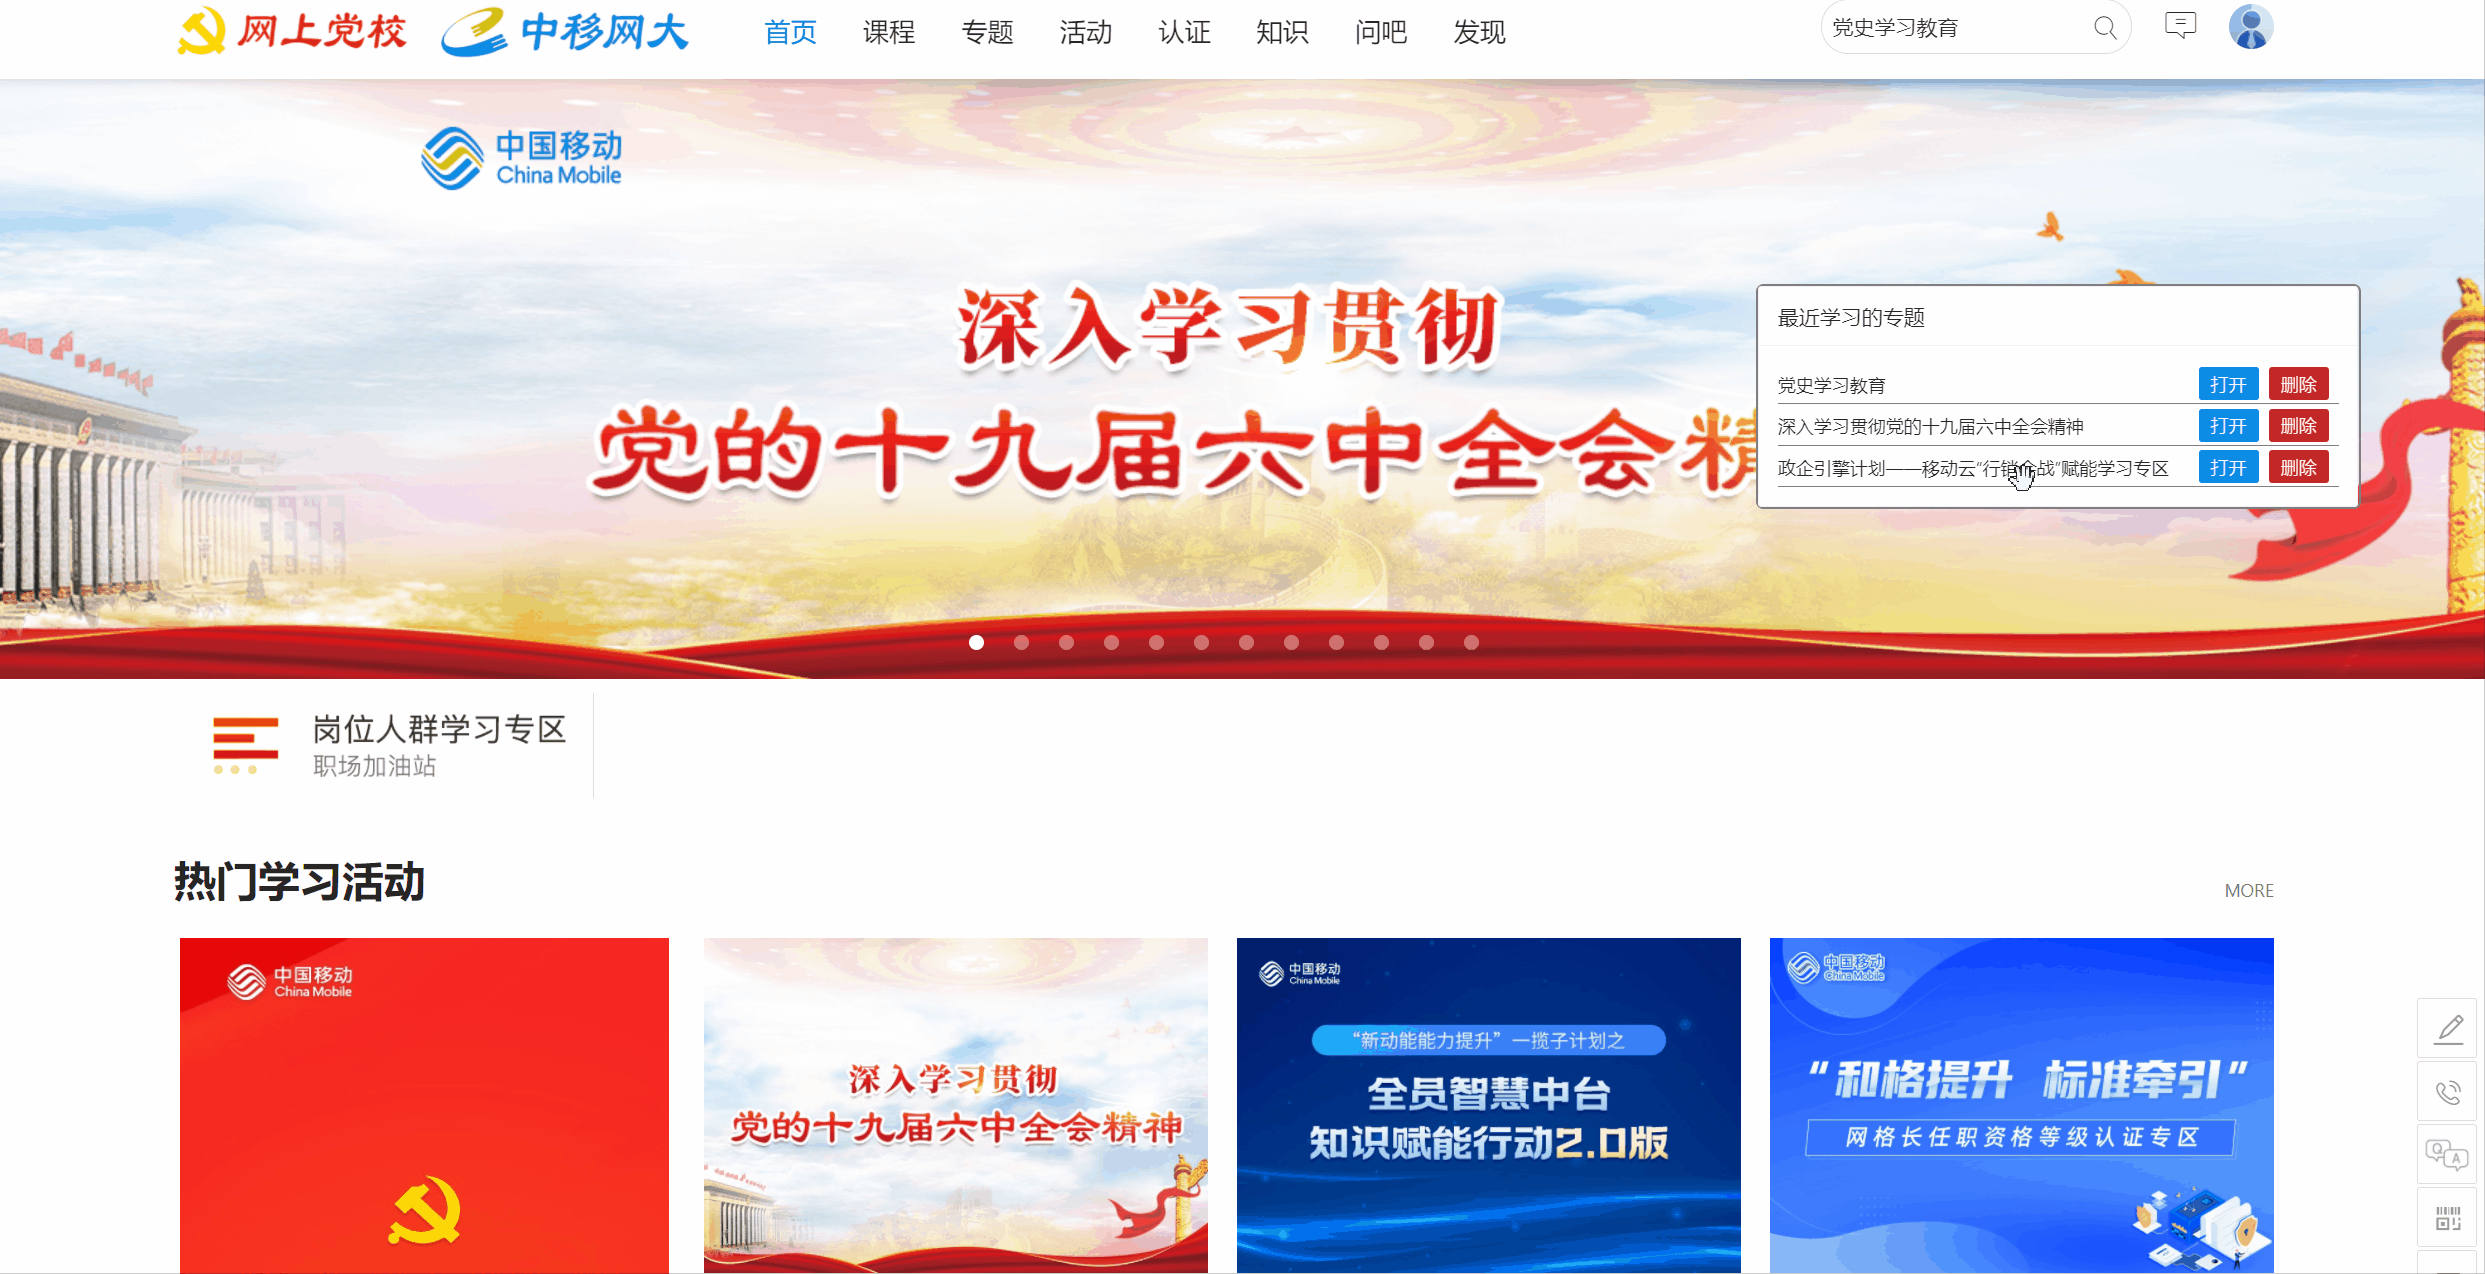 网上党校 中移网大 首页 课程 专题 活动 认证 知识 问吧 发现 党史学习教育
中国移动
China Mobile
深入学习贯彻
党的十九届六中全会精
最近学习的专题
党史学习教育 打开 删除
深入学习贯彻党的十九届六中全会精神 打开 删除
政企引擎计划——移动云“行销会战”赋能学习专区 打开 删除
岗位人群学习专区
职场加油站
热门学习活动
MORE
中国移动
China Mobile
中国移动
China Mobile
中国移动
China Mobile
深入学习贯彻
党的十九届六中全会精神
“新动能能力提升”一揽子计划之
全员智慧中台
知识赋能行动2.0版
“和格提升 标准牵引”
网格长任职资格等级认证专区
Q A